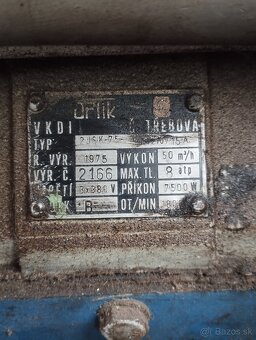 orlík
VKDI TŘEBOVÁ
TYP
R. VÝR. 1975 VÝKON 50 m³/h
VÝR. Č. 2166 MAX. TL. 8 atp
380 V PŘÍKON 7500 W
B OT/MIN
Bazos.sk